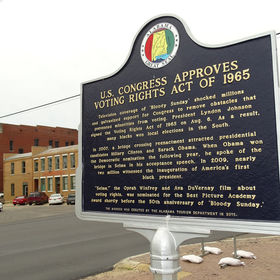 ALABAMA
U.S. CONGRESS APPROVES
VOTING RIGHTS ACT OF 1965
Television coverage of 'Bloody Sunday' shocked millions
and galvanized support for Congress to remove obstacles that
prevented minorities from voting. President Lyndon Johnson
signed the Voting Rights Act of 1965 on Aug. 6. As a result,
many blacks won local elections in the South.
In 2007, a bridge crossing reenactment attracted presidential
candidates Hillary Clinton and Barack Obama. When Obama won
the Democratic nomination the following year, he spoke of the
bridge in Selma in his acceptance speech. In 2009, nearly
two million witnessed the inauguration of America's first
black president.
"Selma," the Oprah Winfrey and Ava DuVernay film about
voting rights, was nominated for the Best Picture Academy
award shortly before the 50th anniversary of 'Bloody Sunday.'
THE MARKER WAS ERECTED BY THE ALABAMA TOURISM DEPARTMENT IN 2015.